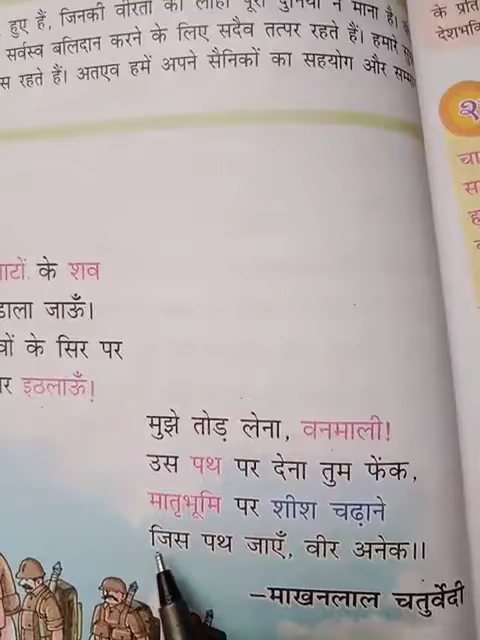 हुए हैं, जिनकी वीरता का लोहा पूरी दुनिया ने माना है।
सर्वस्व बलिदान करने के लिए सदैव तत्पर रहते हैं। हमारे
रहते हैं। अतएव हमें अपने सैनिकों का सहयोग और
के प्रति
के शव
डाला जाऊँ।
के सिर पर
इठलाऊँ!
मुझे तोड़ लेना, वनमाली!
उस पथ पर देना तुम फेंक,
मातृभूमि पर शीश चढ़ाने
जिस पथ जाएँ, वीर अनेक।।
–माखनलाल चतुर्वेदी